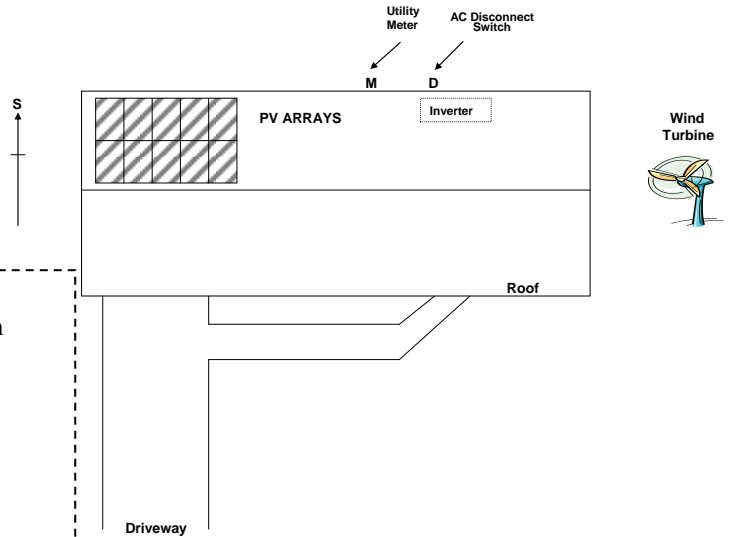 Utility
Meter
AC Disconnect
Switch
M
D
S
PV ARRAYS
Inverter
Wind
Turbine
Roof
Driveway